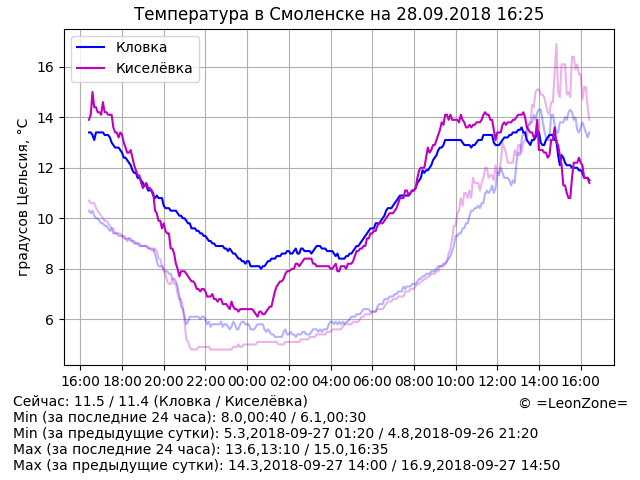 Температура в Смоленске на 28.09.2018 16:25
Кловка
Киселёвка
градусов Цельсия, °C
16
14
12
10
8
6
16:00 18:00 20:00 22:00 00:00 02:00 04:00 06:00 08:00 10:00 12:00 14:00 16:00
Сейчас: 11.5 / 11.4 (Кловка / Киселёвка)
© =LeonZone=
Min (за последние 24 часа): 8.0,00:40 / 6.1,00:30
Min (за предыдущие сутки): 5.3,2018-09-27 01:20 / 4.8,2018-09-26 21:20
Max (за последние 24 часа): 13.6,13:10 / 15.0,16:35
Max (за предыдущие сутки): 14.3,2018-09-27 14:00 / 16.9,2018-09-27 14:50